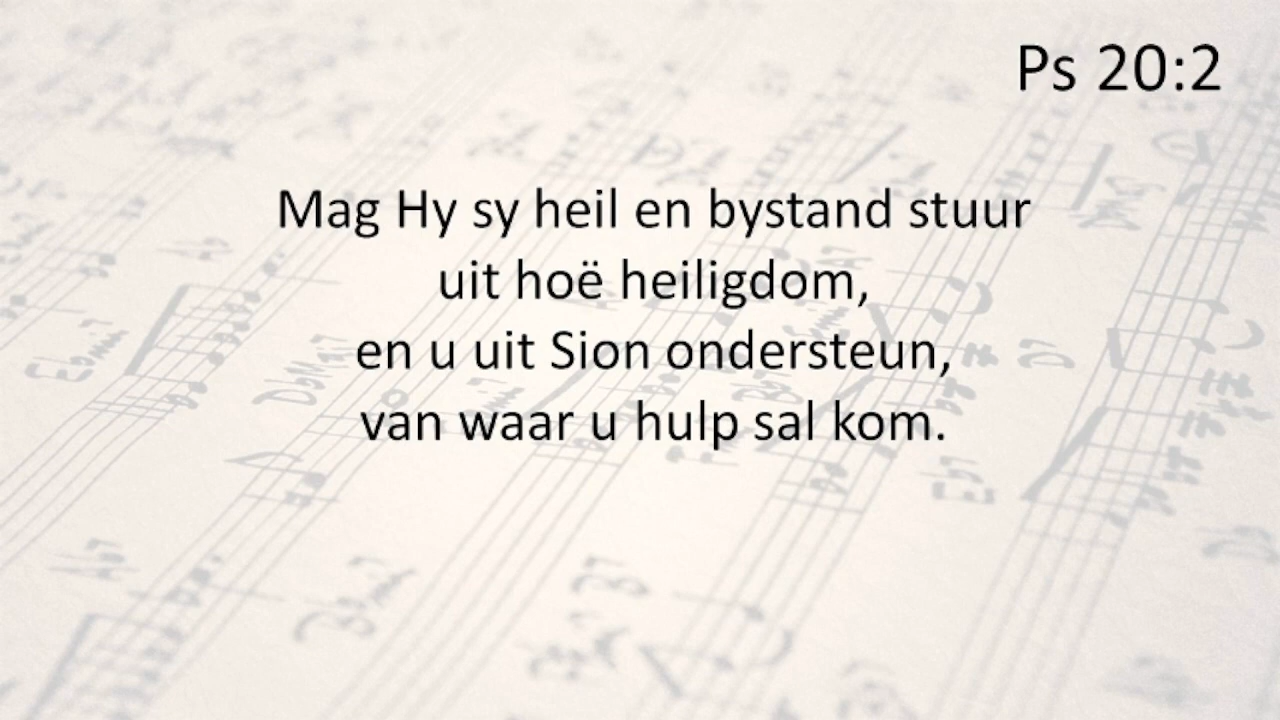 Ps 20:2
Mag Hy sy heil en bystand stuur
uit hoë heiligdom,
en u uit Sion ondersteun,
van waar u hulp sal kom.